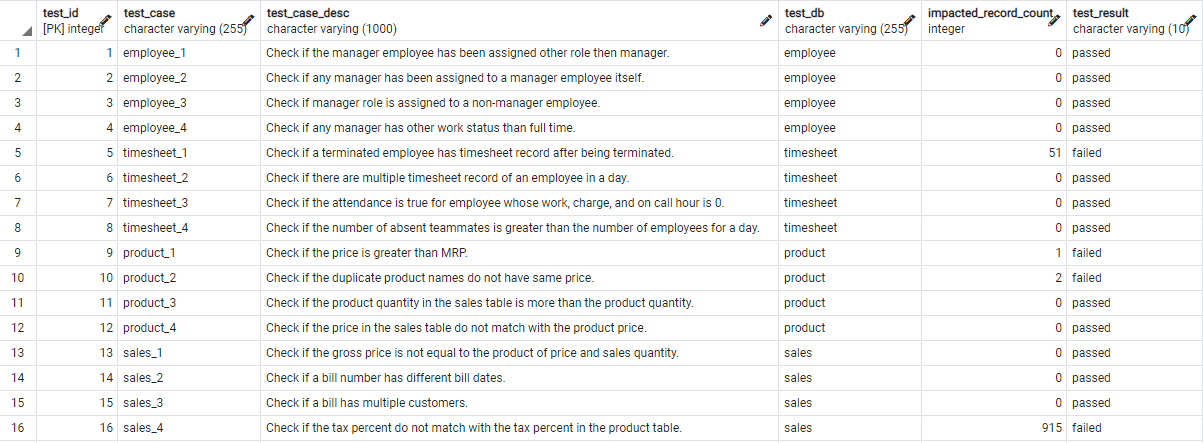 test_id test_case test_case_desc test_db impacted_record_count test_result
[PK] integer character varying (255) character varying (1000) character varying (255) integer character varying (10)
1 1 employee_1 Check if the manager employee has been assigned other role then manager. employee 0 passed
2 2 employee_2 Check if any manager has been assigned to a manager employee itself. employee 0 passed
3 3 employee_3 Check if manager role is assigned to a non-manager employee. employee 0 passed
4 4 employee_4 Check if any manager has other work status than full time. employee 0 passed
5 5 timesheet_1 Check if a terminated employee has timesheet record after being terminated. timesheet 51 failed
6 6 timesheet_2 Check if there are multiple timesheet record of an employee in a day. timesheet 0 passed
7 7 timesheet_3 Check if the attendance is true for employee whose work, charge, and on call hour is 0. timesheet 0 passed
8 8 timesheet_4 Check if the number of absent teammates is greater than the number of employees for a day. timesheet 0 passed
9 9 product_1 Check if the price is greater than MRP. product 1 failed
10 10 product_2 Check if the duplicate product names do not have same price. product 2 failed
11 11 product_3 Check if the product quantity in the sales table is more than the product quantity. product 0 passed
12 12 product_4 Check if the price in the sales table do not match with the product price. product 0 passed
13 13 sales_1 Check if the gross price is not equal to the product of price and sales quantity. sales 0 passed
14 14 sales_2 Check if a bill number has different bill dates. sales 0 passed
15 15 sales_3 Check if a bill has multiple customers. sales 0 passed
16 16 sales_4 Check if the tax percent do not match with the tax percent in the product table. sales 915 failed